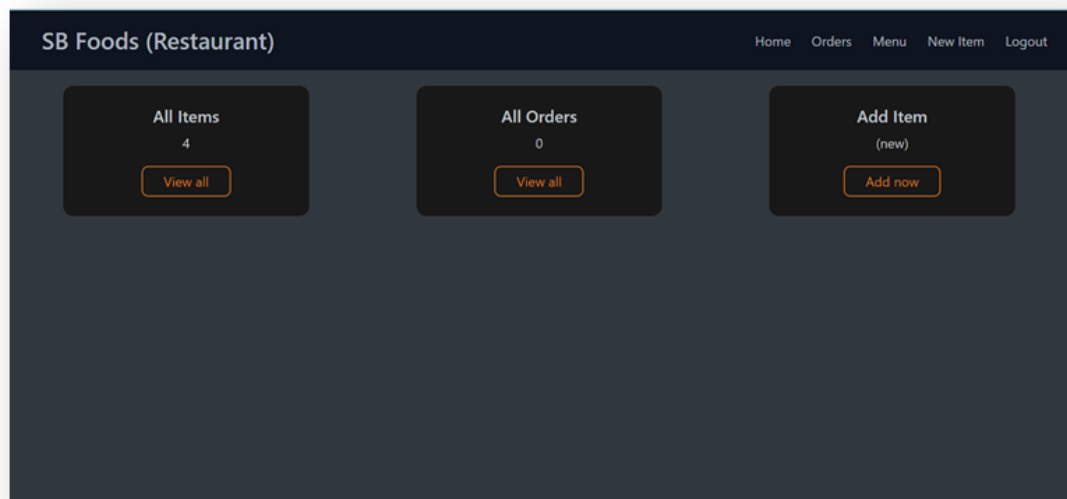 SB Foods (Restaurant)
Home Orders Menu New Item Logout
All Items
4
View all
All Orders
0
View all
Add Item
(new)
Add now